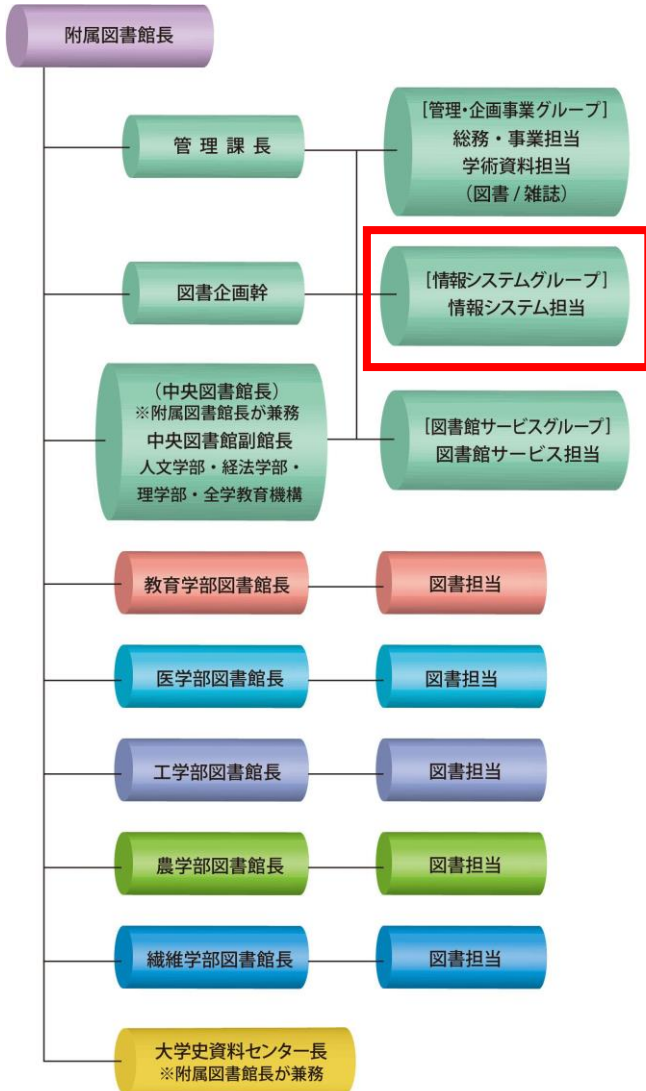 附属図書館長
管理課長
[管理・企画事業グループ]
総務・事業担当
学術資料担当
(図書/雑誌)
図書企画幹
[情報システムグループ]
情報システム担当
(中央図書館長)
※附属図書館長が兼務
中央図書館副館長
人文学部・経法学部・
理学部・全学教育機構
[図書館サービスグループ]
図書館サービス担当
教育学部図書館長
図書担当
医学部図書館長
図書担当
工学部図書館長
図書担当
農学部図書館長
図書担当
繊維学部図書館長
図書担当
大学史資料センター長
※附属図書館長が兼務